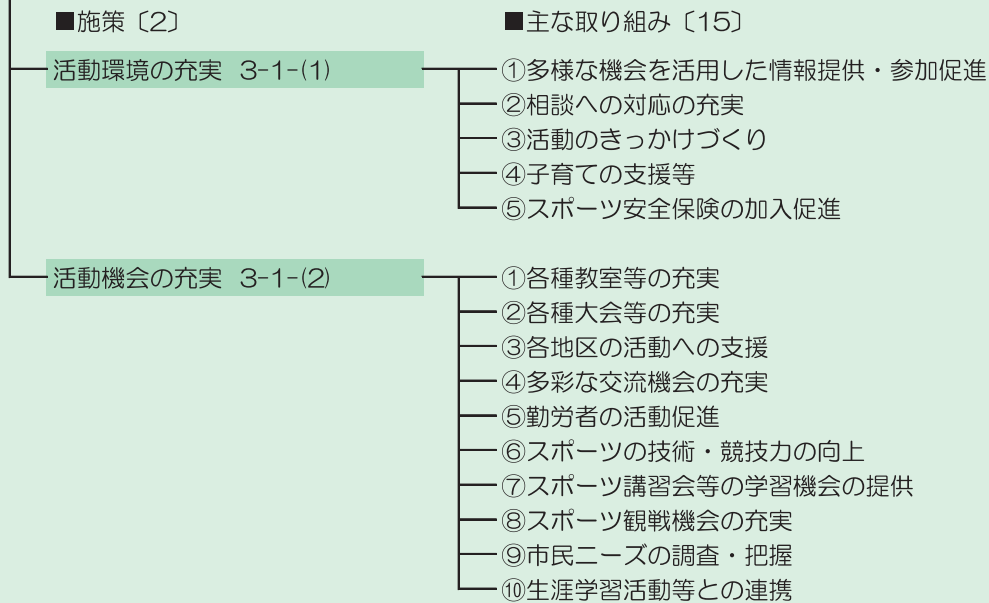 ■施策〔2〕
■主な取り組み〔15〕
活動環境の充実 3-1-(1)
①多様な機会を活用した情報提供・参加促進
②相談への対応の充実
③活動のきっかけづくり
④子育ての支援等
⑤スポーツ安全保険の加入促進
活動機会の充実 3-1-(2)
①各種教室等の充実
②各種大会等の充実
③各地区の活動への支援
④多彩な交流機会の充実
⑤勤労者の活動促進
⑥スポーツの技術・競技力の向上
⑦スポーツ講習会等の学習機会の提供
⑧スポーツ観戦機会の充実
⑨市民ニーズの調査・把握
⑩生涯学習活動等との連携